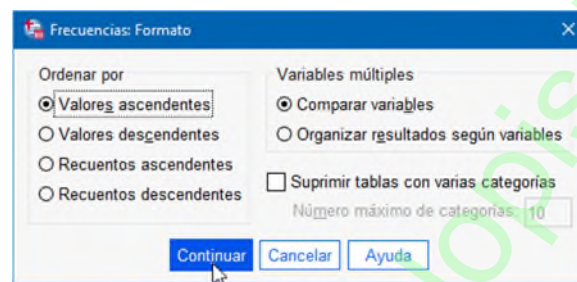 Frecuencias: Formato
Ordenar por
Valores ascendentes
Valores descendentes
Recuentos ascendentes
Recuentos descendentes
Variables múltiples
Comparar variables
Organizar resultados según variables
Suprimir tablas con varias categorías
Número máximo de categorías: 10
Continuar Cancelar Ayuda